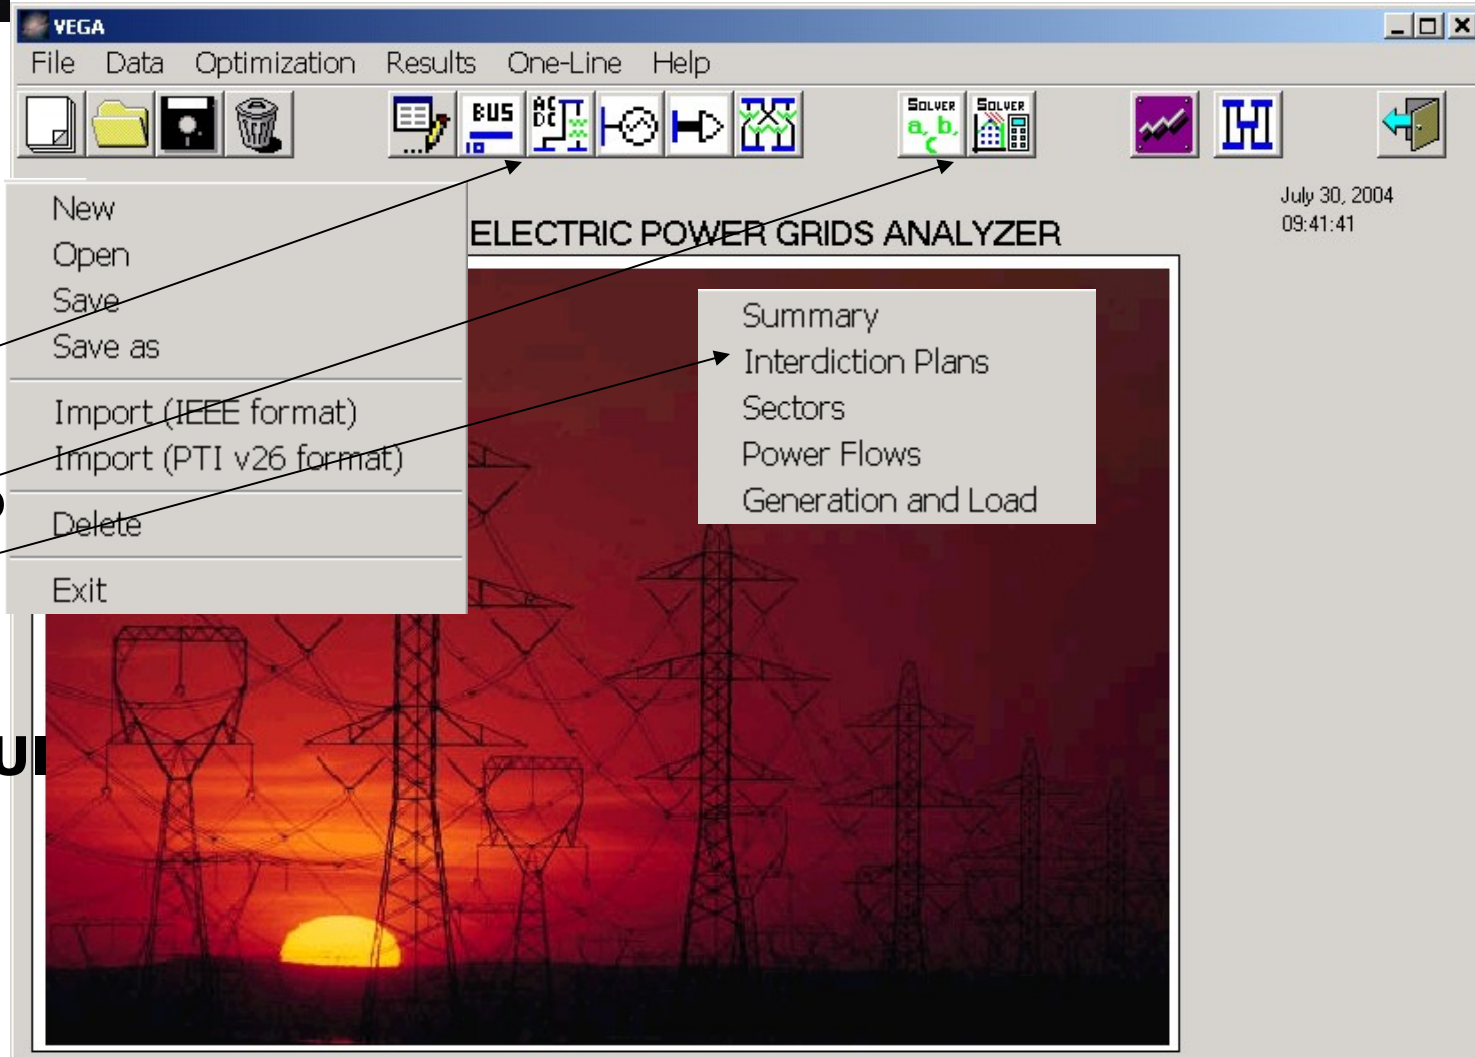 VEGA
File Data Optimization Results One-Line Help
BUS
AC
DC
SOLVER
a, b,
c
SOLVER
July 30, 2004
09:41:41
ELECTRIC POWER GRIDS ANALYZER
New
Open
Save
Save as
Import (IEEE format)
Import (PTI v26 format)
Delete
Exit
Summary
Interdiction Plans
Sectors
Power Flows
Generation and Load